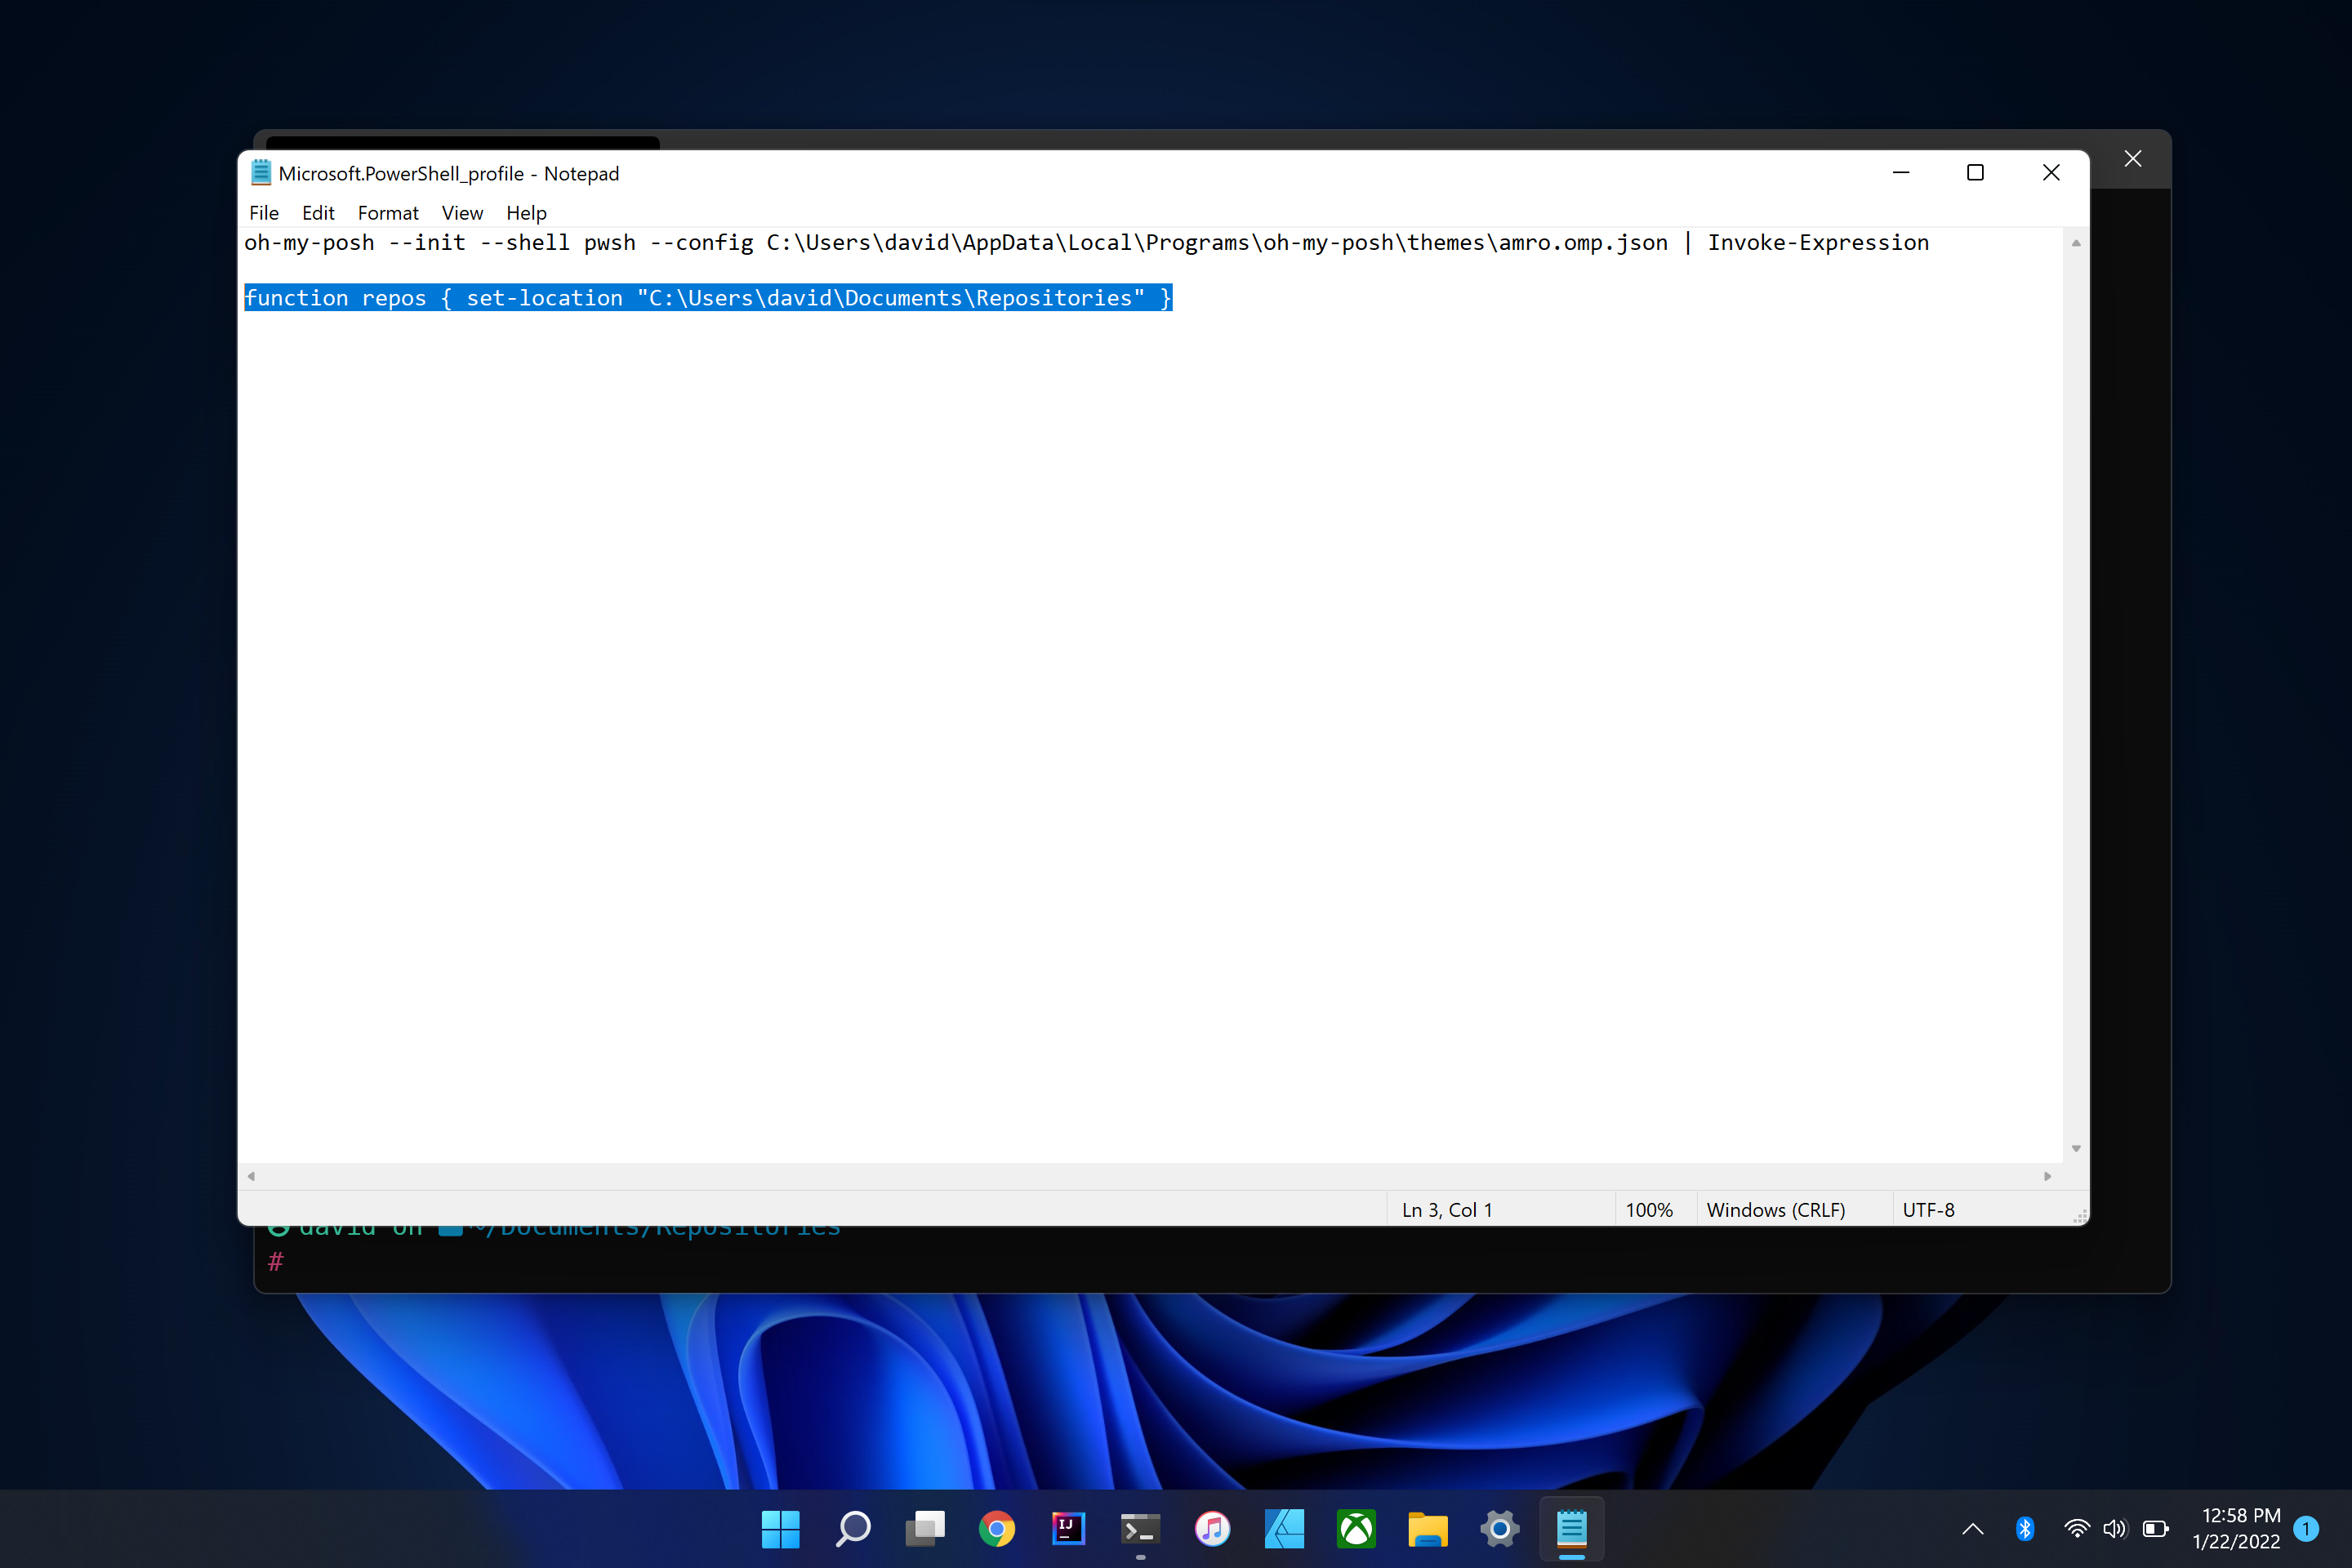 Microsoft.PowerShell_profile - Notepad
File Edit Format View Help
oh-my-posh --init --shell pwsh --config C:\Users\david\AppData\Local\Programs\oh-my-posh\themes\amro.omp.json | Invoke-Expression
function repos { set-location "C:\Users\david\Documents\Repositories" }
Ln 3, Col 1 100% Windows (CRLF) UTF-8
david on ~/Documents/Repositories
#
IJ
12:58 PM
1/22/2022
1